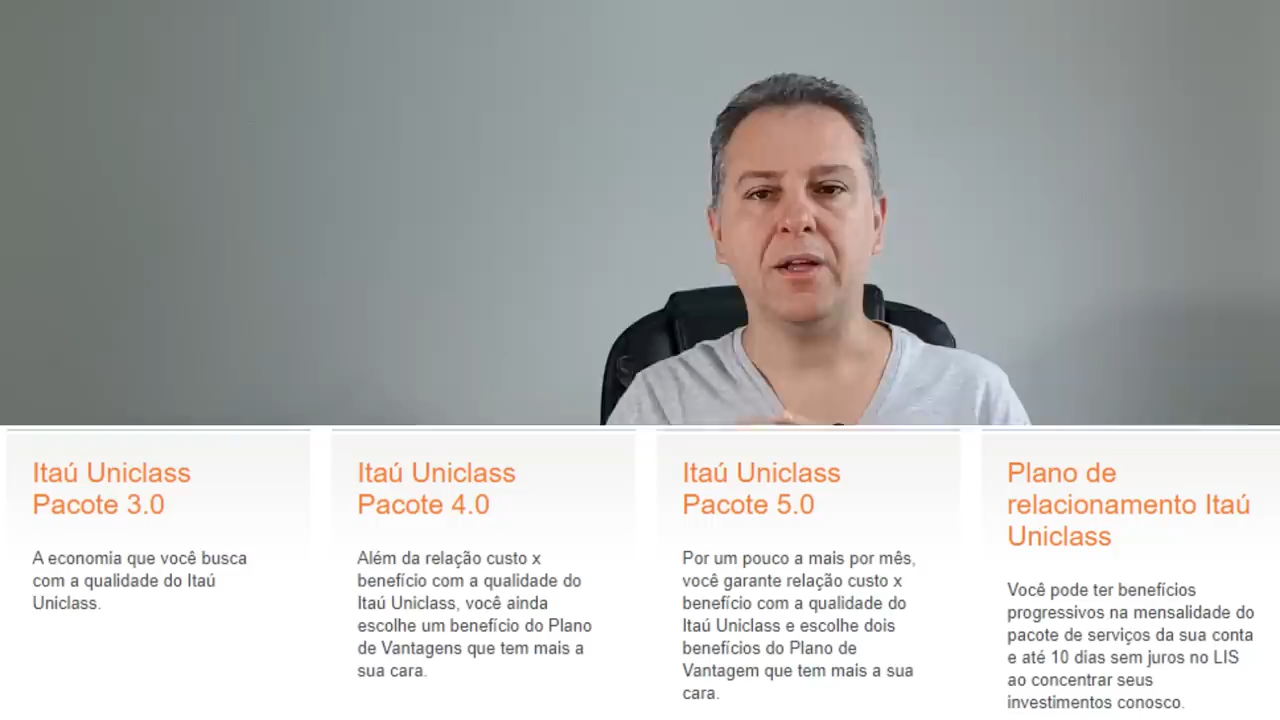 Itaú Uniclass
Pacote 3.0
A economia que você busca
com a qualidade do Itaú
Uniclass.
Itaú Uniclass
Pacote 4.0
Além da relação custo x
benefício com a qualidade do
Itaú Uniclass, você ainda
escolhe um benefício do Plano
de Vantagens que tem mais a
sua cara.
Itaú Uniclass
Pacote 5.0
Por um pouco a mais por mês,
você garante relação custo x
benefício com a qualidade do
Itaú Uniclass e escolhe dois
benefícios do Plano de
Vantagem que tem mais a sua
cara.
Plano de
relacionamento Itaú
Uniclass
Você pode ter benefícios
progressivos na mensalidade do
pacote de serviços da sua conta
e até 10 dias sem juros no LIS
ao concentrar seus
investimentos conosco.